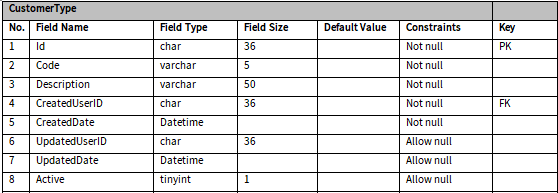 CustomerType
No. Field Name Field Type Field Size Default Value Constraints Key
1 Id char 36 Not null PK
2 Code varchar 5 Not null
3 Description varchar 50 Not null
4 CreatedUserID char 36 Not null FK
5 CreatedDate Datetime Not null
6 UpdatedUserID char 36 Allow null
7 UpdatedDate Datetime Allow null
8 Active tinyint 1 Allow null